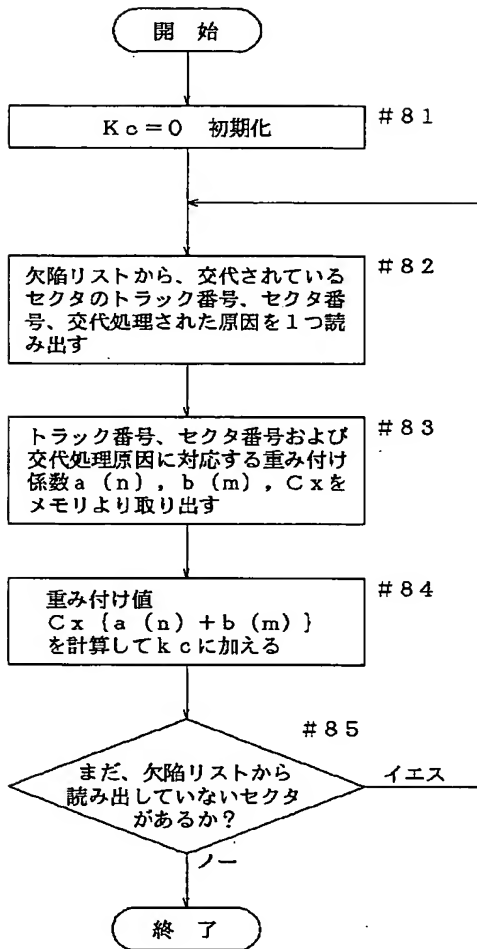 開 始
Kc=0 初期化
#81
#82
欠陥リストから、交代されている
セクタのトラック番号、セクタ番
号、交代処理された原因を1つ読
み出す
#83
トラック番号、セクタ番号および
交代処理原因に対応する重み付け
係数a(n),b(m),Cxを
メモリより取り出す
#84
重み付け値
Cx{a(n)+b(m)}
を計算してkcに加える
#85
まだ、欠陥リストから
読み出していないセクタ
があるか?
イエス
ノー
終 了